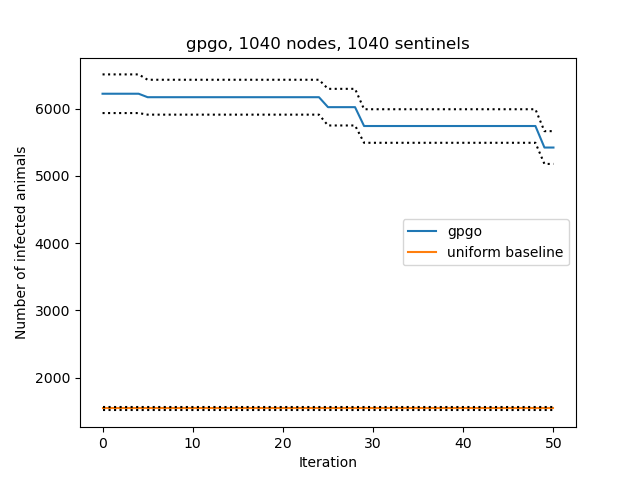 gpgo, 1040 nodes, 1040 sentinels
Number of infected animals
6000
5000
4000
3000
2000
gpgo
uniform baseline
0
10
20
30
40
50
Iteration